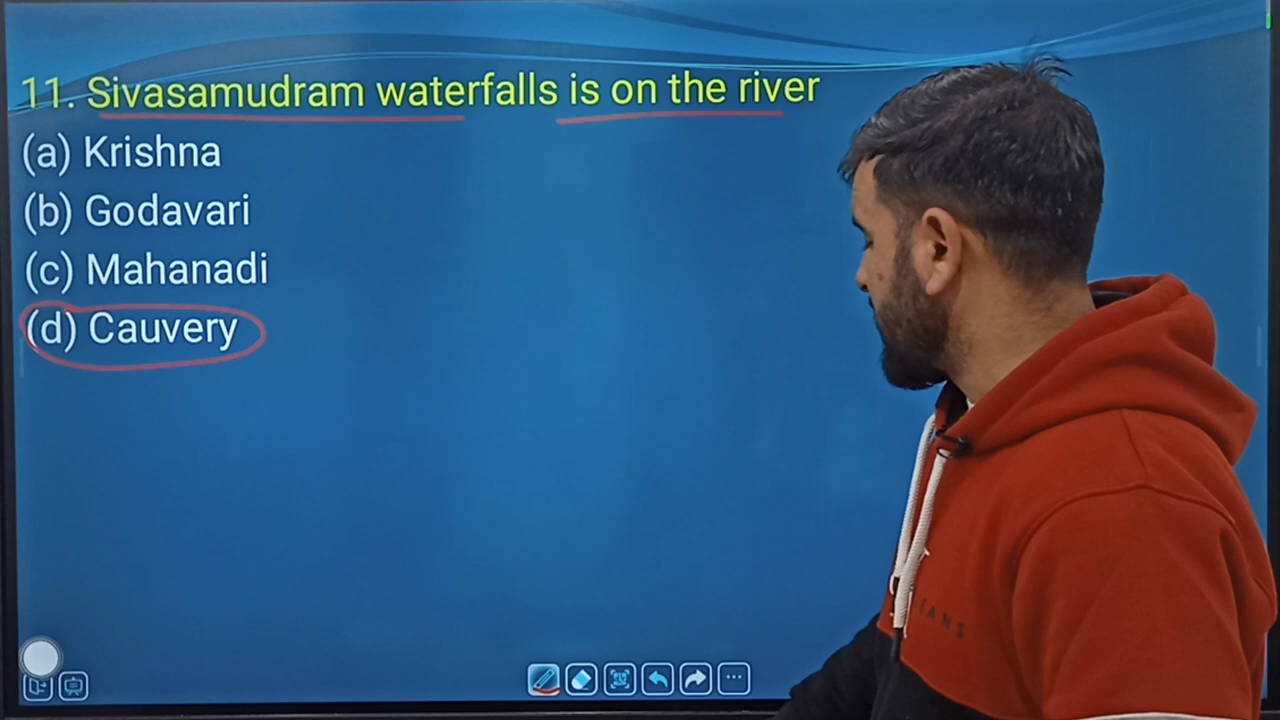 11. Sivasamudram waterfalls is on the river
(a) Krishna
(b) Godavari
(c) Mahanadi
(d) Cauvery